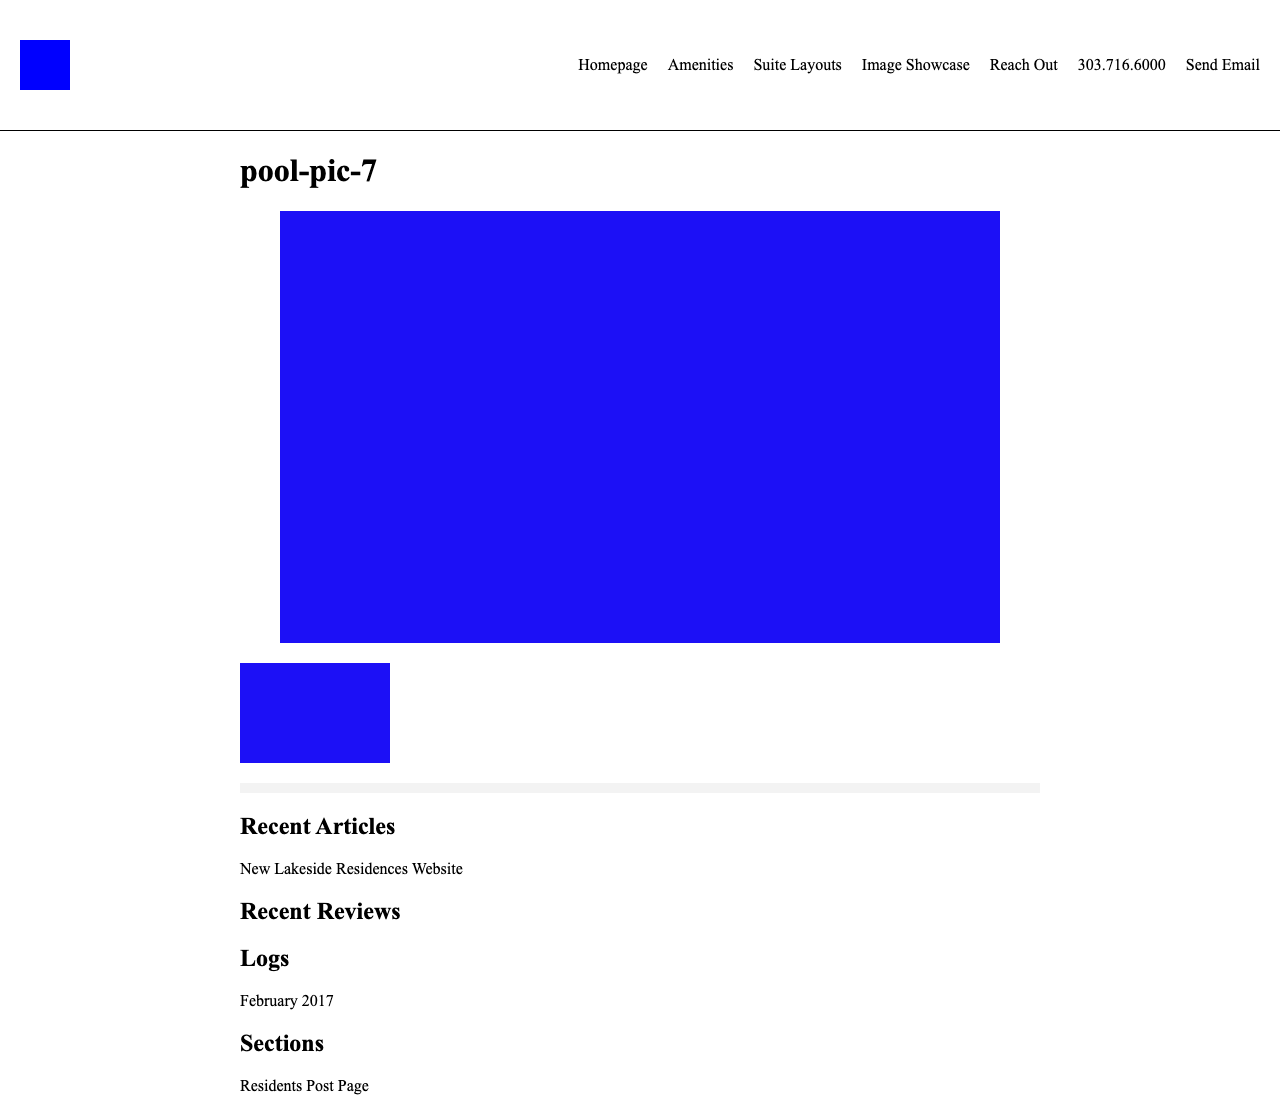 Homepage Amenities Suite Layouts Image Showcase Reach Out 303.716.6000 Send Email
pool-pic-7
Recent Articles
New Lakeside Residences Website
Recent Reviews
Logs
February 2017
Sections
Residents Post Page